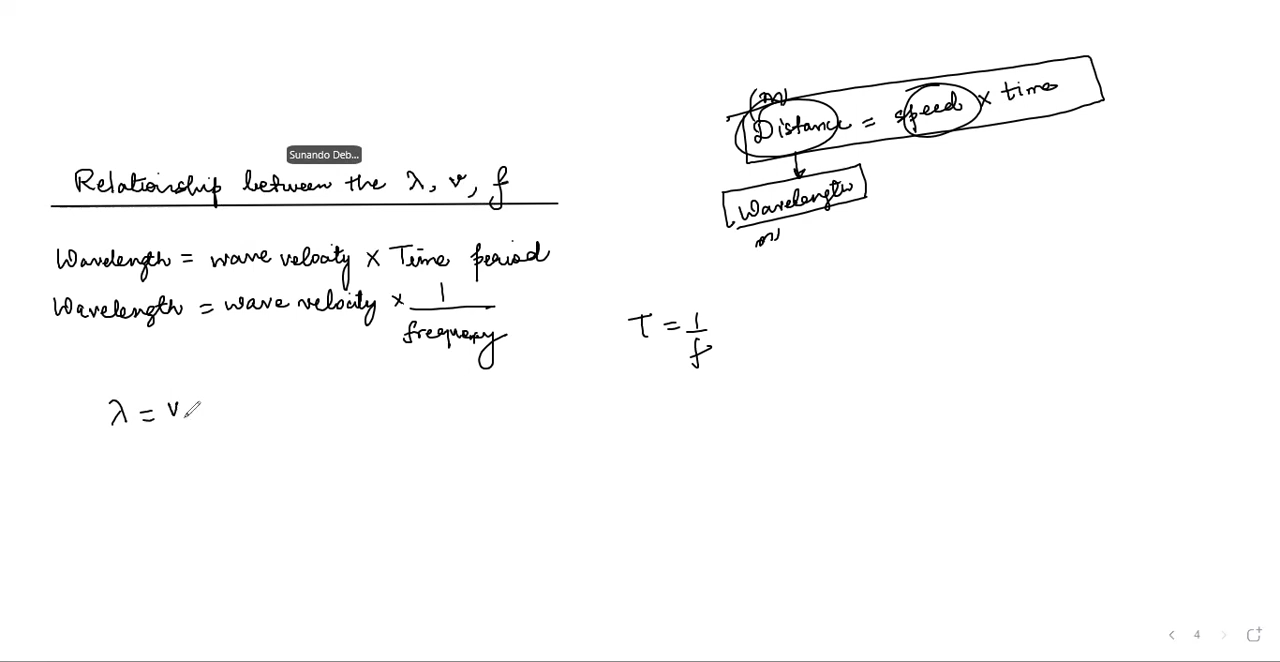 (m)
Distance = speed × time
Sunando Deb...
Relationship between the λ, v, f
Wavelength
(m)
Wavelength = wave velocity × Time period
Wavelength = wave velocity × 1/frequency
T = 1/f
λ = v
4